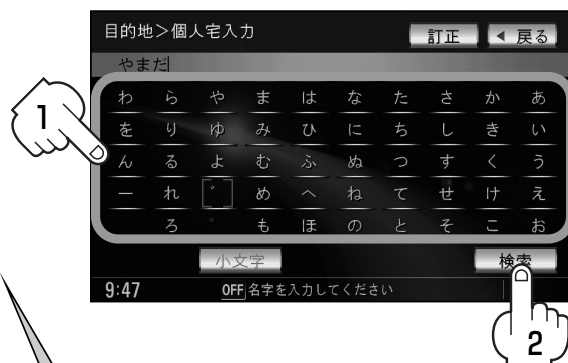 目的地＞個人宅入力 訂正 ◀ 戻る
やまだ
わ ら や ま は な た さ か あ
を り ゆ み ひ に ち し き い
ん る よ む ふ ぬ つ す く う
ー れ ゛ め へ ね て せ け え
ろ ゜ も ほ の と そ こ お
小文字 検索
9:47 OFF 名字を入力してください
1
2